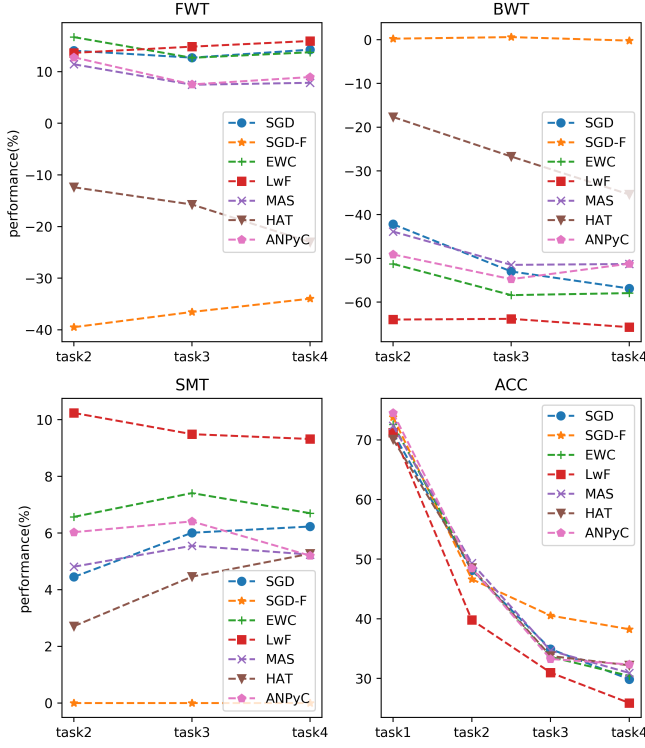 FWT
performance(%)
10
0
−10
−20
−30
−40
task2
task3
task4
SGD
SGD-F
EWC
LwF
MAS
HAT
ANPyC
BWT
0
−10
−20
−30
−40
−50
−60
task2
task3
task4
SGD
SGD-F
EWC
LwF
MAS
HAT
ANPyC
SMT
performance(%)
10
8
6
4
2
0
task2
task3
task4
SGD
SGD-F
EWC
LwF
MAS
HAT
ANPyC
ACC
70
60
50
40
30
task1
task2
task3
task4
SGD
SGD-F
EWC
LwF
MAS
HAT
ANPyC